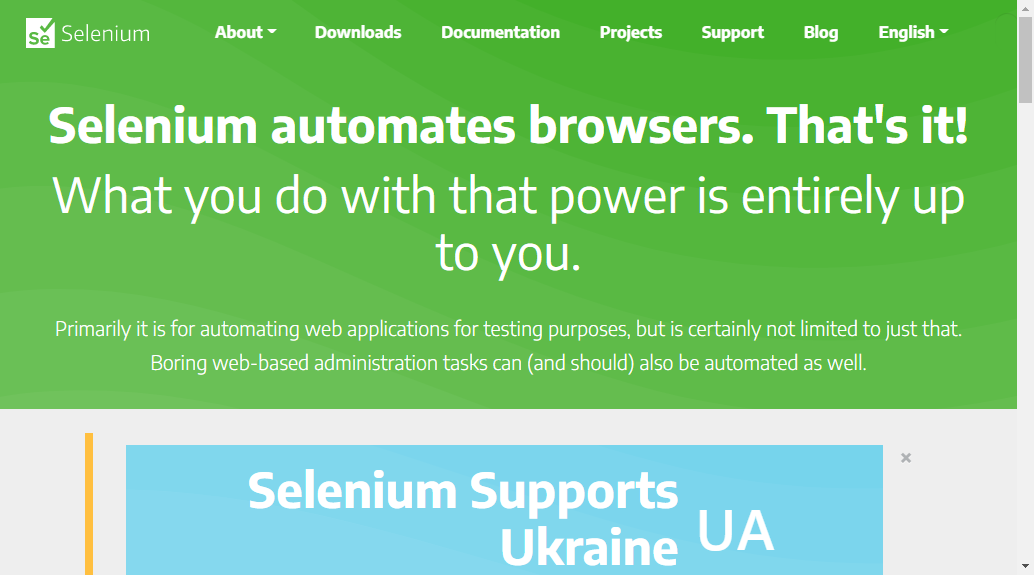 Se Selenium
About Downloads Documentation Projects Support Blog English
Selenium automates browsers. That's it!
What you do with that power is entirely up
to you.
Primarily it is for automating web applications for testing purposes, but is certainly not limited to just that.
Boring web-based administration tasks can (and should) also be automated as well.
Selenium Supports
Ukraine
UA